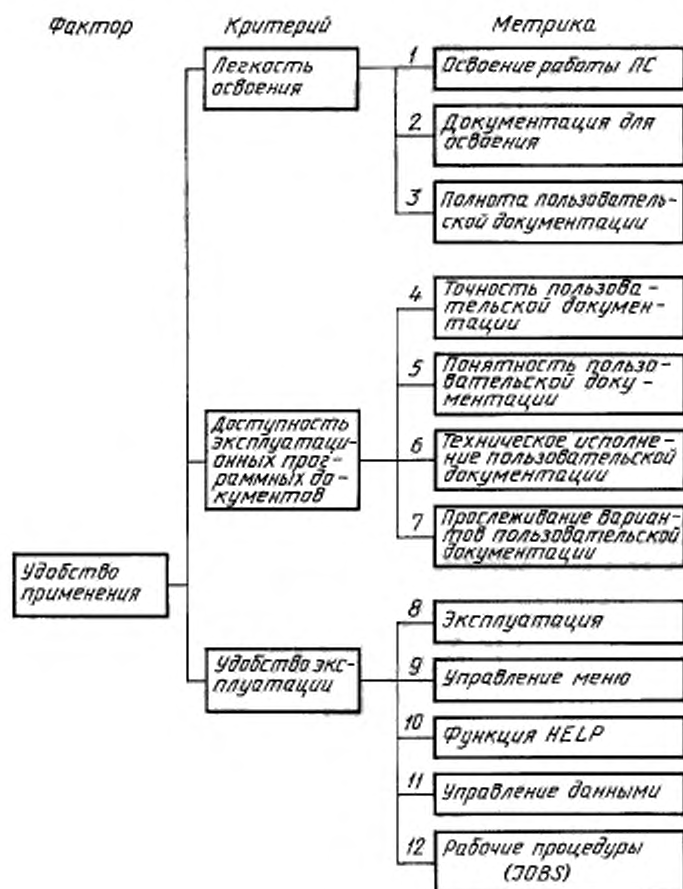 Фактор Критерий Метрика
Легкость
освоения
1 Освоение работы ПС
2 Документация для
освоения
3 Полнота пользователь-
ской документации
Доступность
эксплуатаци-
онных прог-
раммных до-
кументов
4 Точность пользова-
тельской докумен-
тации
5 Понятность пользо-
вательской доку-
ментации
6 Техническое исполне-
ние пользовательской
документации
7 Прослеживание вариан-
тов пользовательской
документации
Удобство
применения
Удобство экс-
плуатации
8 Эксплуатация
9 Управление меню
10 Функция HELP
11 Управление данными
12 Рабочие процедуры
(JOBS)